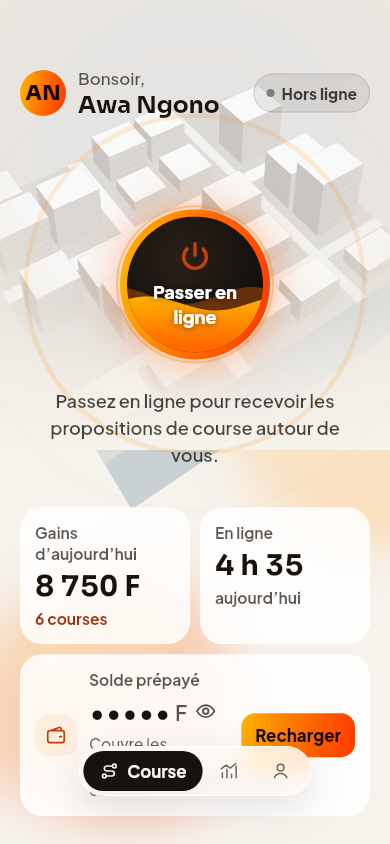 AN
Bonsoir,
Awa Ngono
Hors ligne
Passer en
ligne
Passez en ligne pour recevoir les
propositions de course autour de
vous.
Gains
d’aujourd’hui
8 750 F
6 courses
En ligne
4 h 35
aujourd’hui
Solde prépayé
••••• F
Couvre les
Recharger
Course